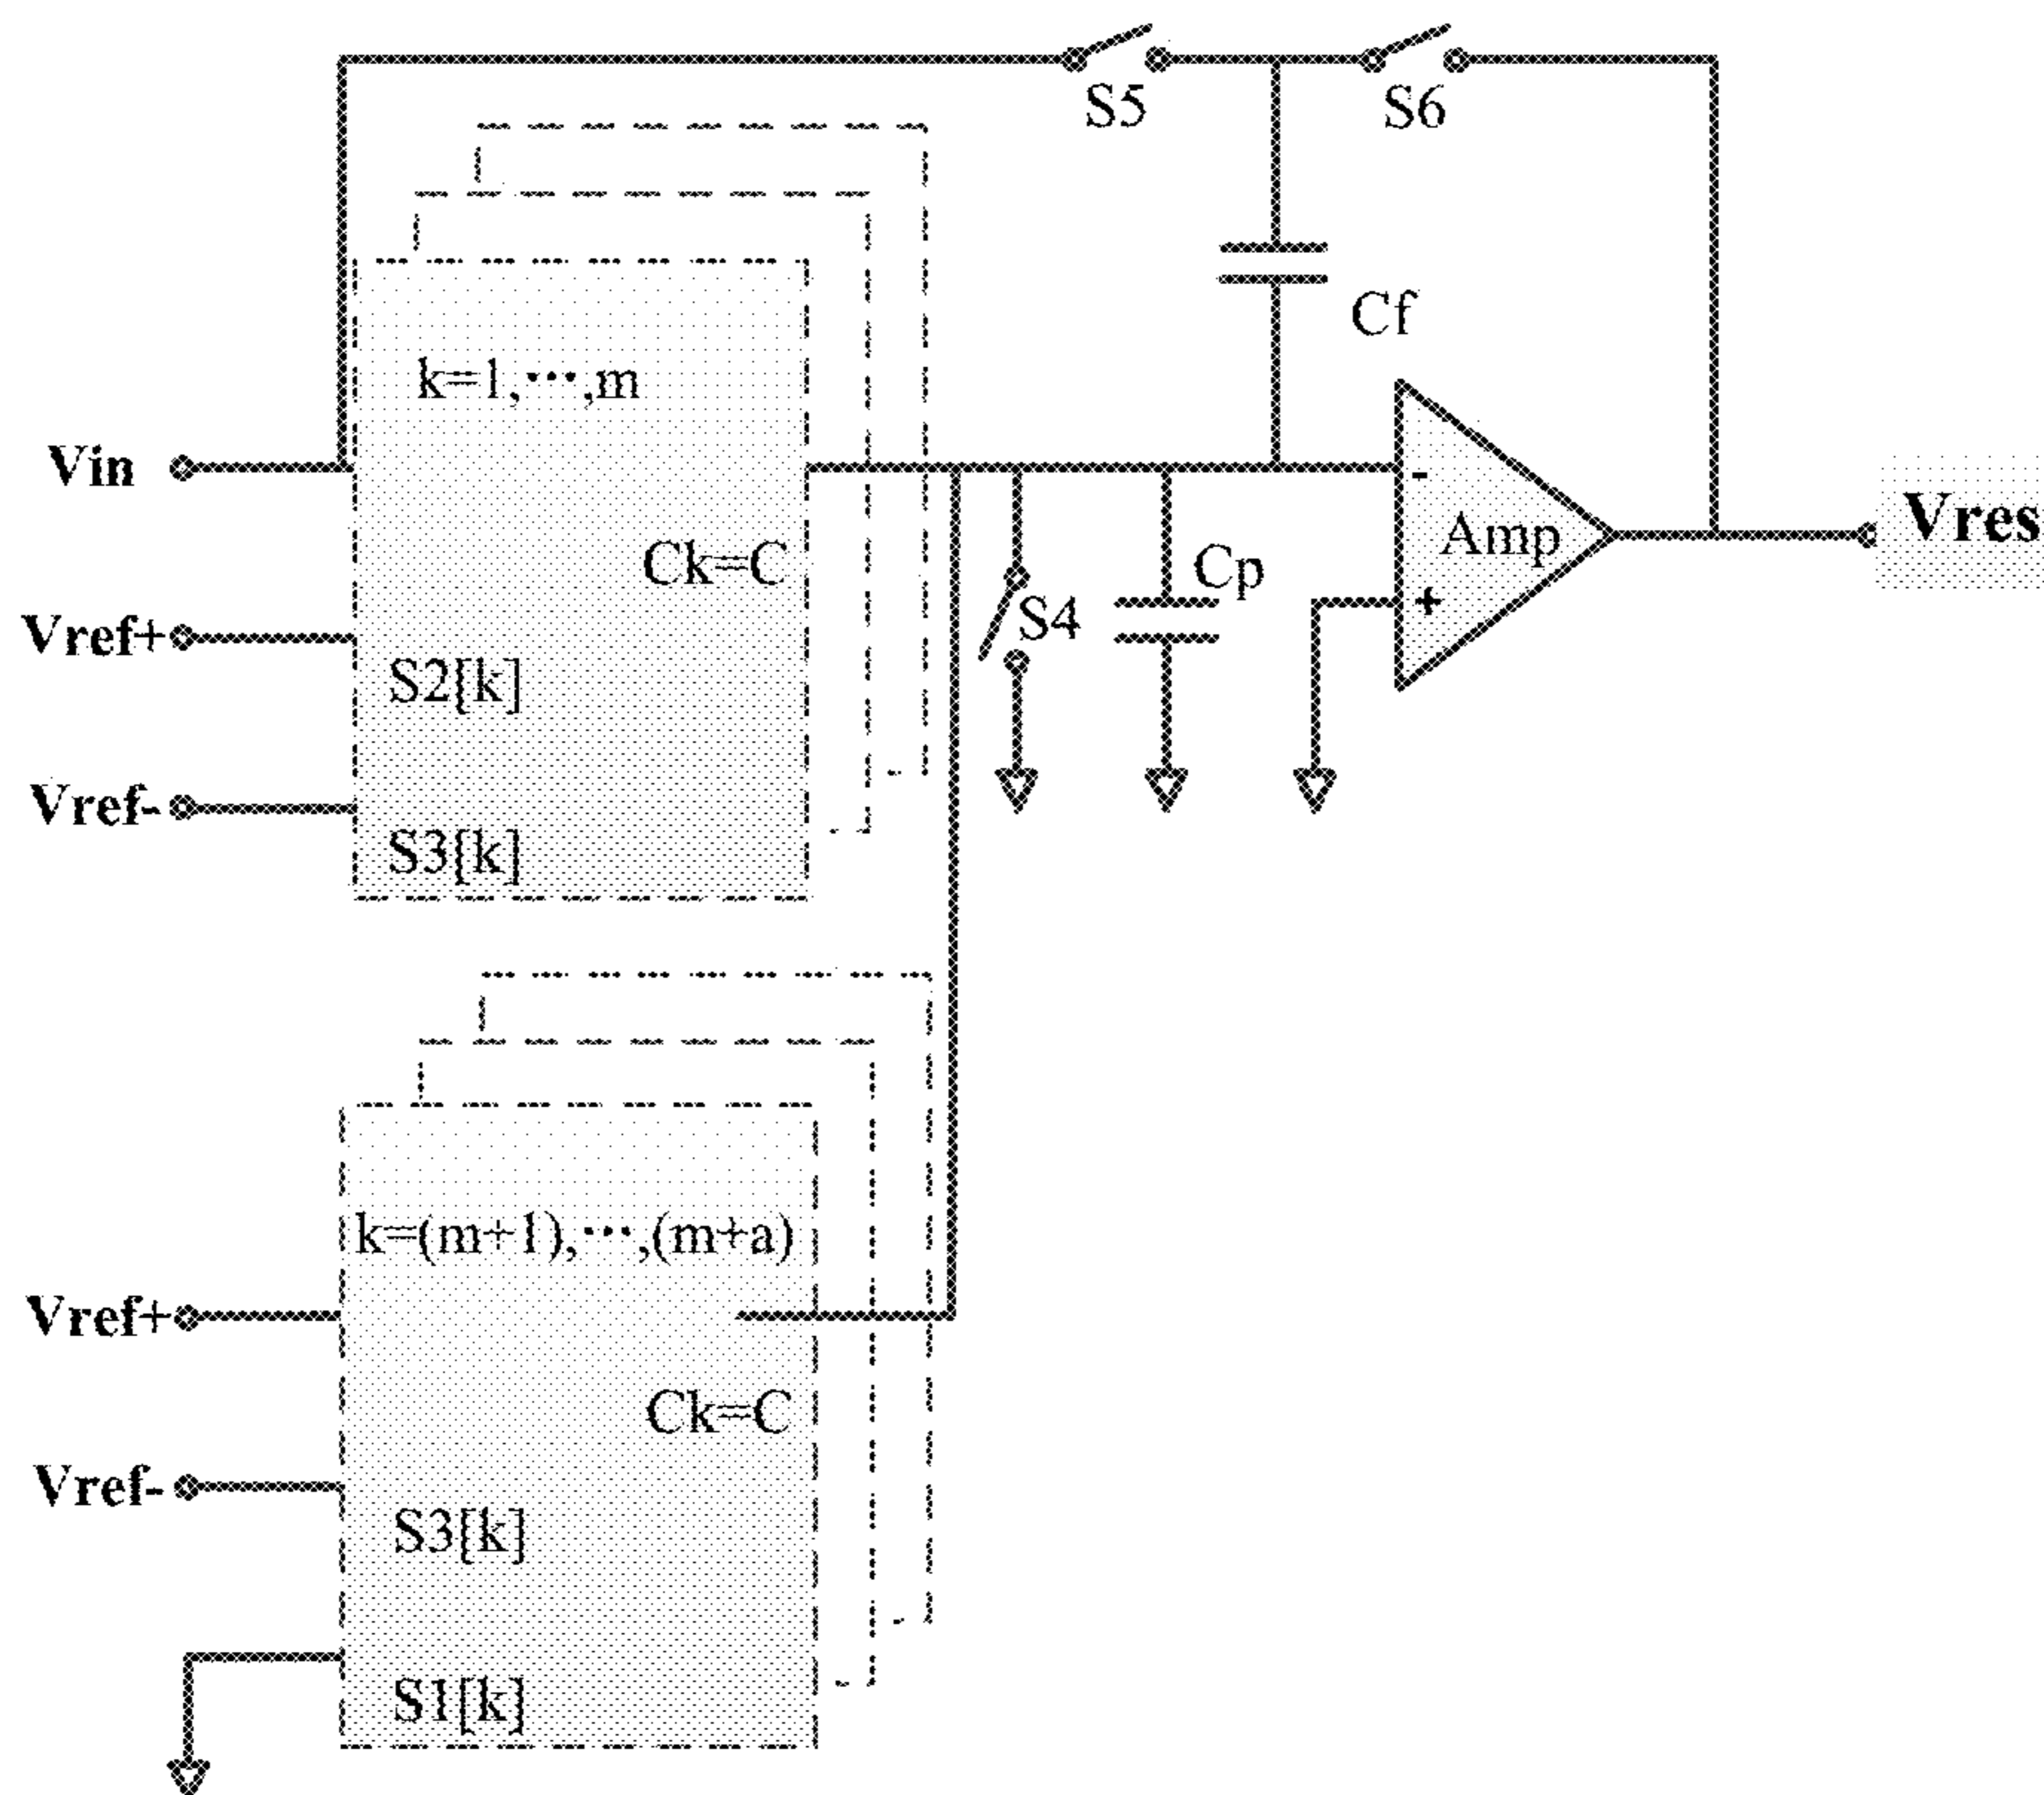 S5
S6
Cf
k=1,⋯,m
Vin
-
Vres
Amp
Ck=C
Cp
+
S4
Vref+
S2[k]
Vref-
S3[k]
k=(m+1),⋯,(m+a)
Vref+
Ck=C
Vref-
S3[k]
S1[k]